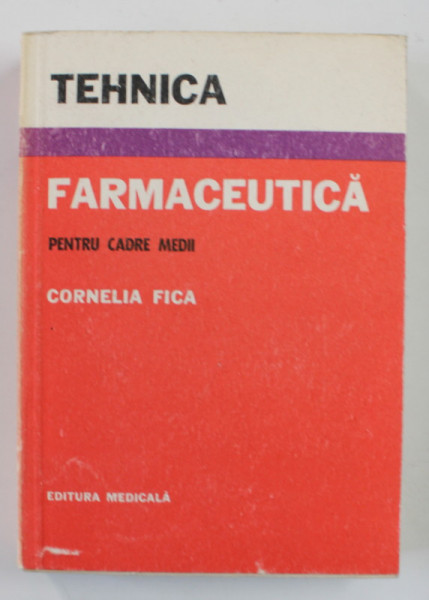 TEHNICA
FARMACEUTICĂ
PENTRU CADRE MEDII
CORNELIA FICA
EDITURA MEDICALĂ